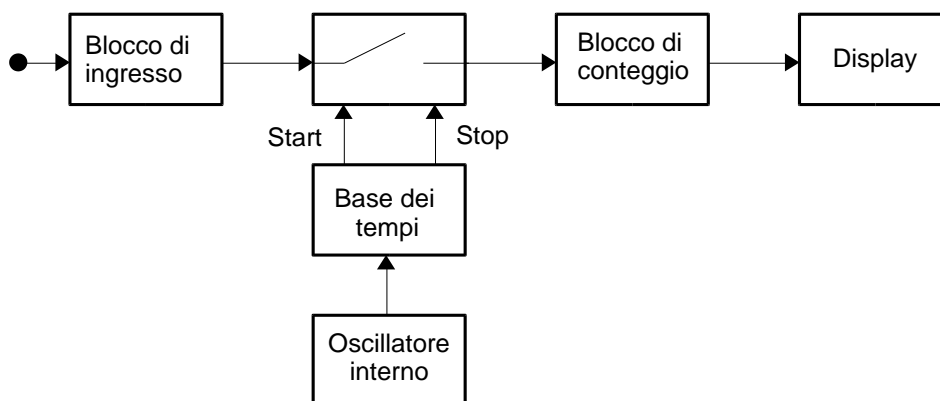 Blocco di
ingresso
Blocco di
conteggio
Display
Start
Stop
Base dei
tempi
Oscillatore
interno